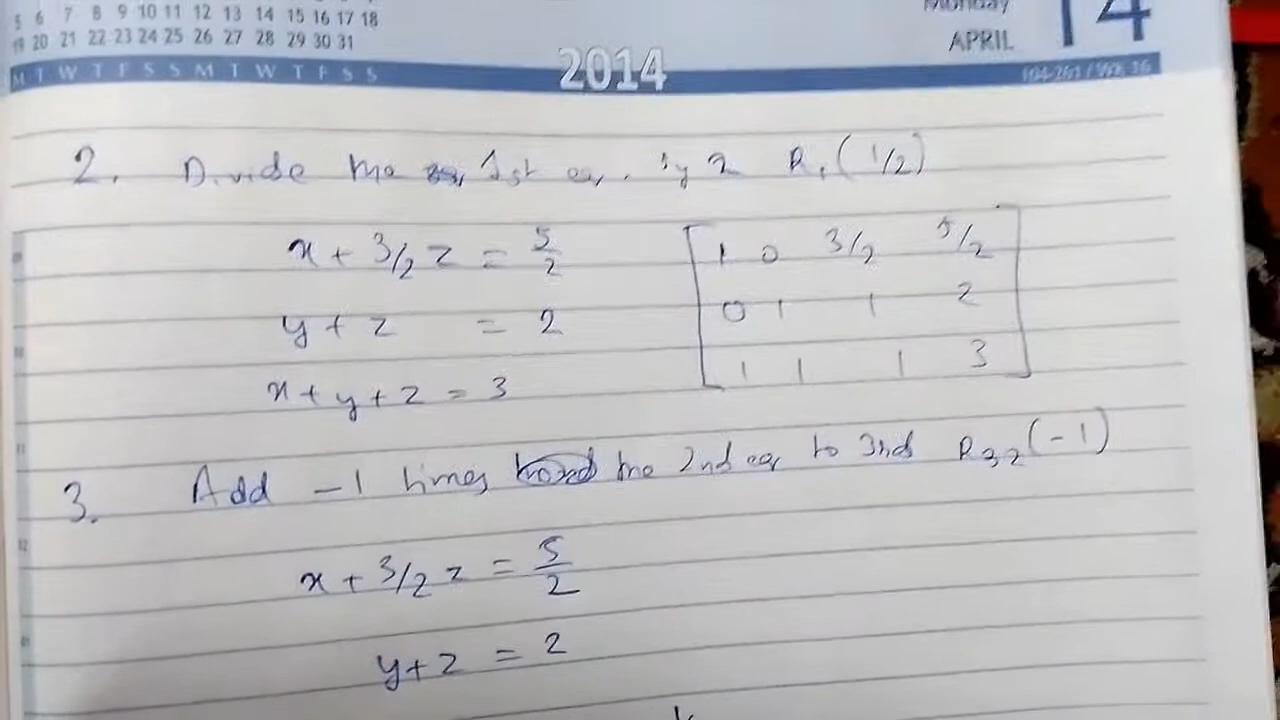 5 6 7 8 9 10 11 12 13 14 15 16 17 18
19 20 21 22 23 24 25 26 27 28 29 30 31
M T W T F S S M T W T F S S
2014
Monday
APRIL
14
2. Divide the 1st eq. by 2 R₁(1/2)
x + 3/2 z = 5/2
y + z = 2
x + y + z = 3
1 0 3/2 5/2
0 1 1 2
1 1 1 3
3. Add -1 times the 2nd eq to 3rd R₃₂(-1)
x + 3/2 z = 5/2
y + z = 2